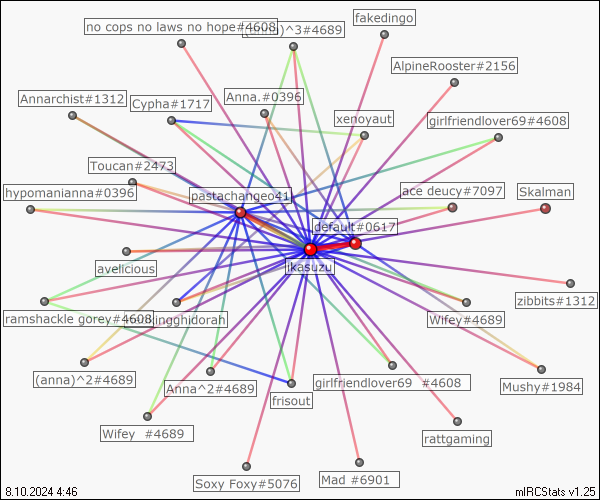 no cops no laws no hope#4608
^3#4689
fakedingo
AlpineRooster#2156
Annarchist#1312
Cypha#1717
Anna.#0396
xenoyaut
girlfriendlover69#4608
Toucan#2473
hypomanianna#0396
pastachangeo41
ace deucy#7097
Skalman
default#0617
avelicious
ikasuzu
zibbits#1312
ramshackle gorey#4608
llingghidorah
Wifey#4689
(anna)^2#4689
Anna^2#4689
frisout
girlfriendlover69 #4608
Mushy#1984
Wifey #4689
rattgaming
Soxy Foxy#5076
Mad #6901
8.10.2024 4:46
mIRCStats v1.25